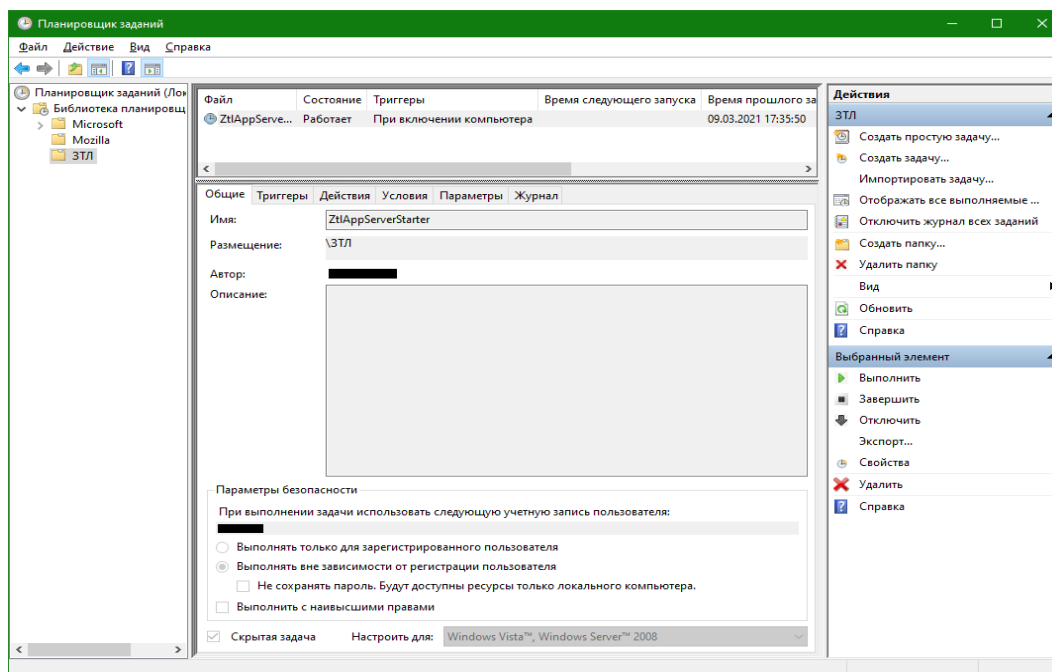 Планировщик заданий
Файл Действие Вид Справка
Планировщик заданий (Лок
Библиотека планировщ
Microsoft
Mozilla
ЗТЛ
Файл Состояние Триггеры Время следующего запуска Время прошлого за
ZtlAppServe... Работает При включении компьютера 09.03.2021 17:35:50
Общие Триггеры Действия Условия Параметры Журнал
Имя: ZtlAppServerStarter
Размещение: \ЗТЛ
Автор:
Описание:
Параметры безопасности
При выполнении задачи использовать следующую учетную запись пользователя:
Выполнять только для зарегистрированного пользователя
Выполнять вне зависимости от регистрации пользователя
Не сохранять пароль. Будут доступны ресурсы только локального компьютера.
Выполнить с наивысшими правами
Скрытая задача Настроить для: Windows Vista™, Windows Server™ 2008
Действия
ЗТЛ
Создать простую задачу...
Создать задачу...
Импортировать задачу...
Отображать все выполняемые ...
Отключить журнал всех заданий
Создать папку...
Удалить папку
Вид
Обновить
Справка
Выбранный элемент
Выполнить
Завершить
Отключить
Экспорт...
Свойства
Удалить
Справка